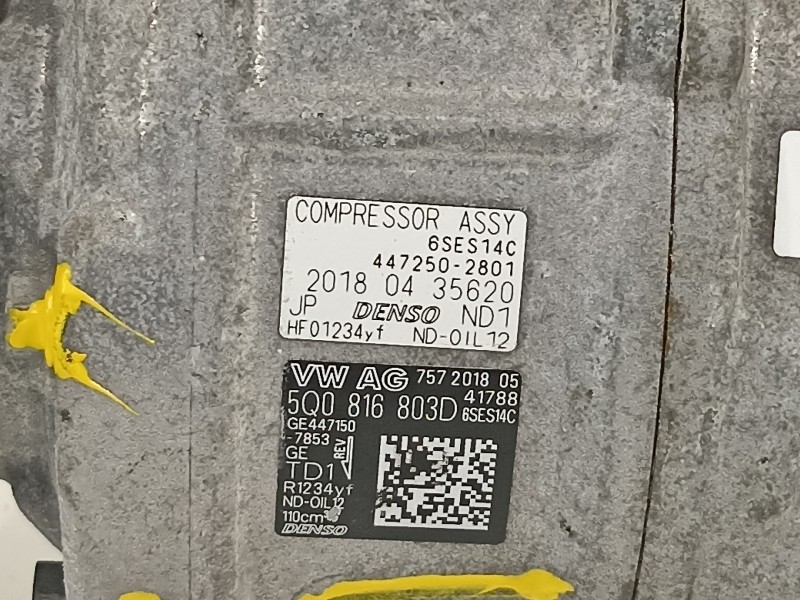 COMPRESSOR ASSY
6SES14C
447250-2801
2018 04 35620
JP DENSO ND1
HF01234yf ND-OIL12
VW AG 757 2018 05
41788
5Q0 816 803D 6SES14C
GE447150
-7853
GE REV
TD1 1
R1234yf
ND-OIL12
110cm
DENSO